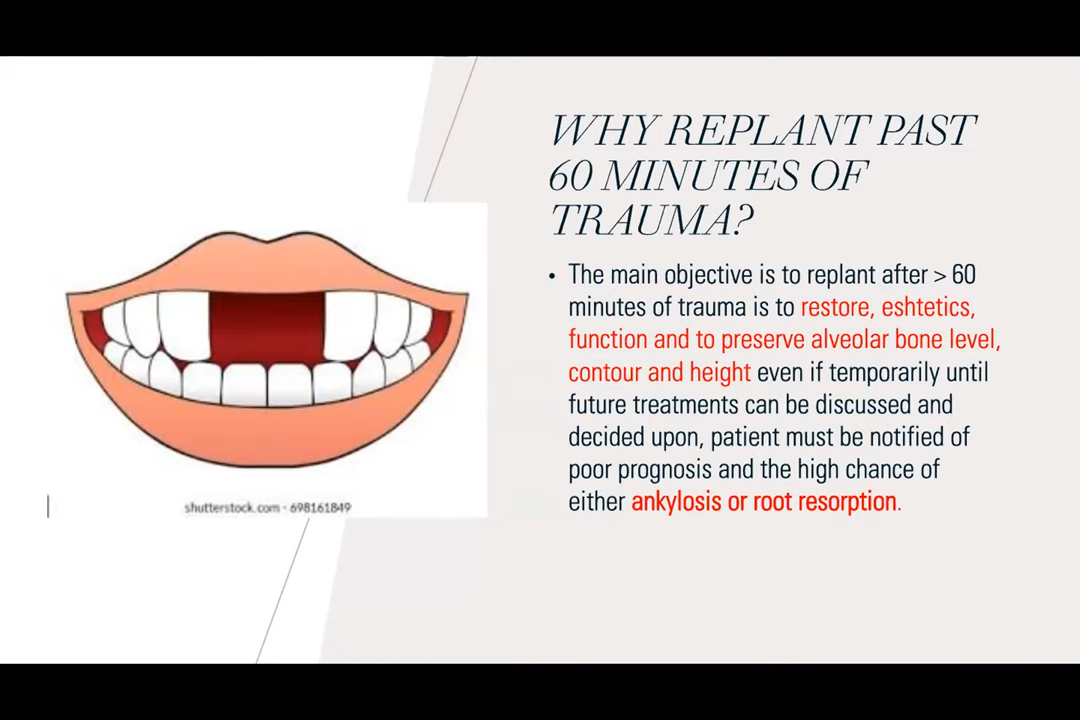 WHY REPLANT PAST
60 MINUTES OF
TRAUMA?
• The main objective is to replant after > 60
minutes of trauma is to restore, eshtetics,
function and to preserve alveolar bone level,
contour and height even if temporarily until
future treatments can be discussed and
decided upon, patient must be notified of
poor prognosis and the high chance of
either ankylosis or root resorption.
shutterstock.com · 698161849